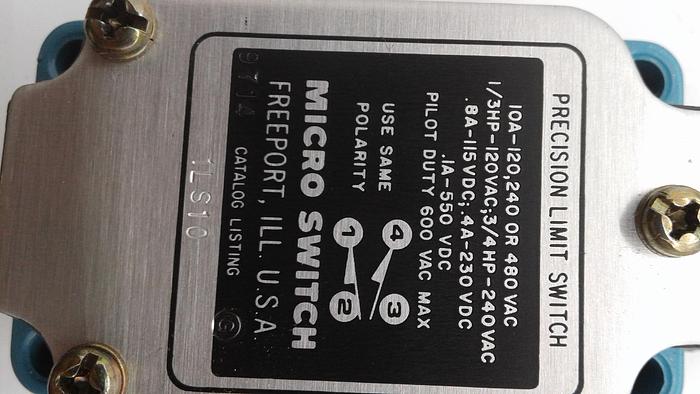 PRECISION LIMIT SWITCH
10A-120,240 OR 480 VAC
1/3HP-120VAC;3/4HP-240VAC
.8A-115VDC;.4A-230VDC
.1A-550 VDC
PILOT DUTY 600 VAC MAX
USE SAME
POLARITY
4 3
1 2
MICRO SWITCH
FREEPORT, ILL. U.S.A.
9714 CATALOG LISTING G
1LS10